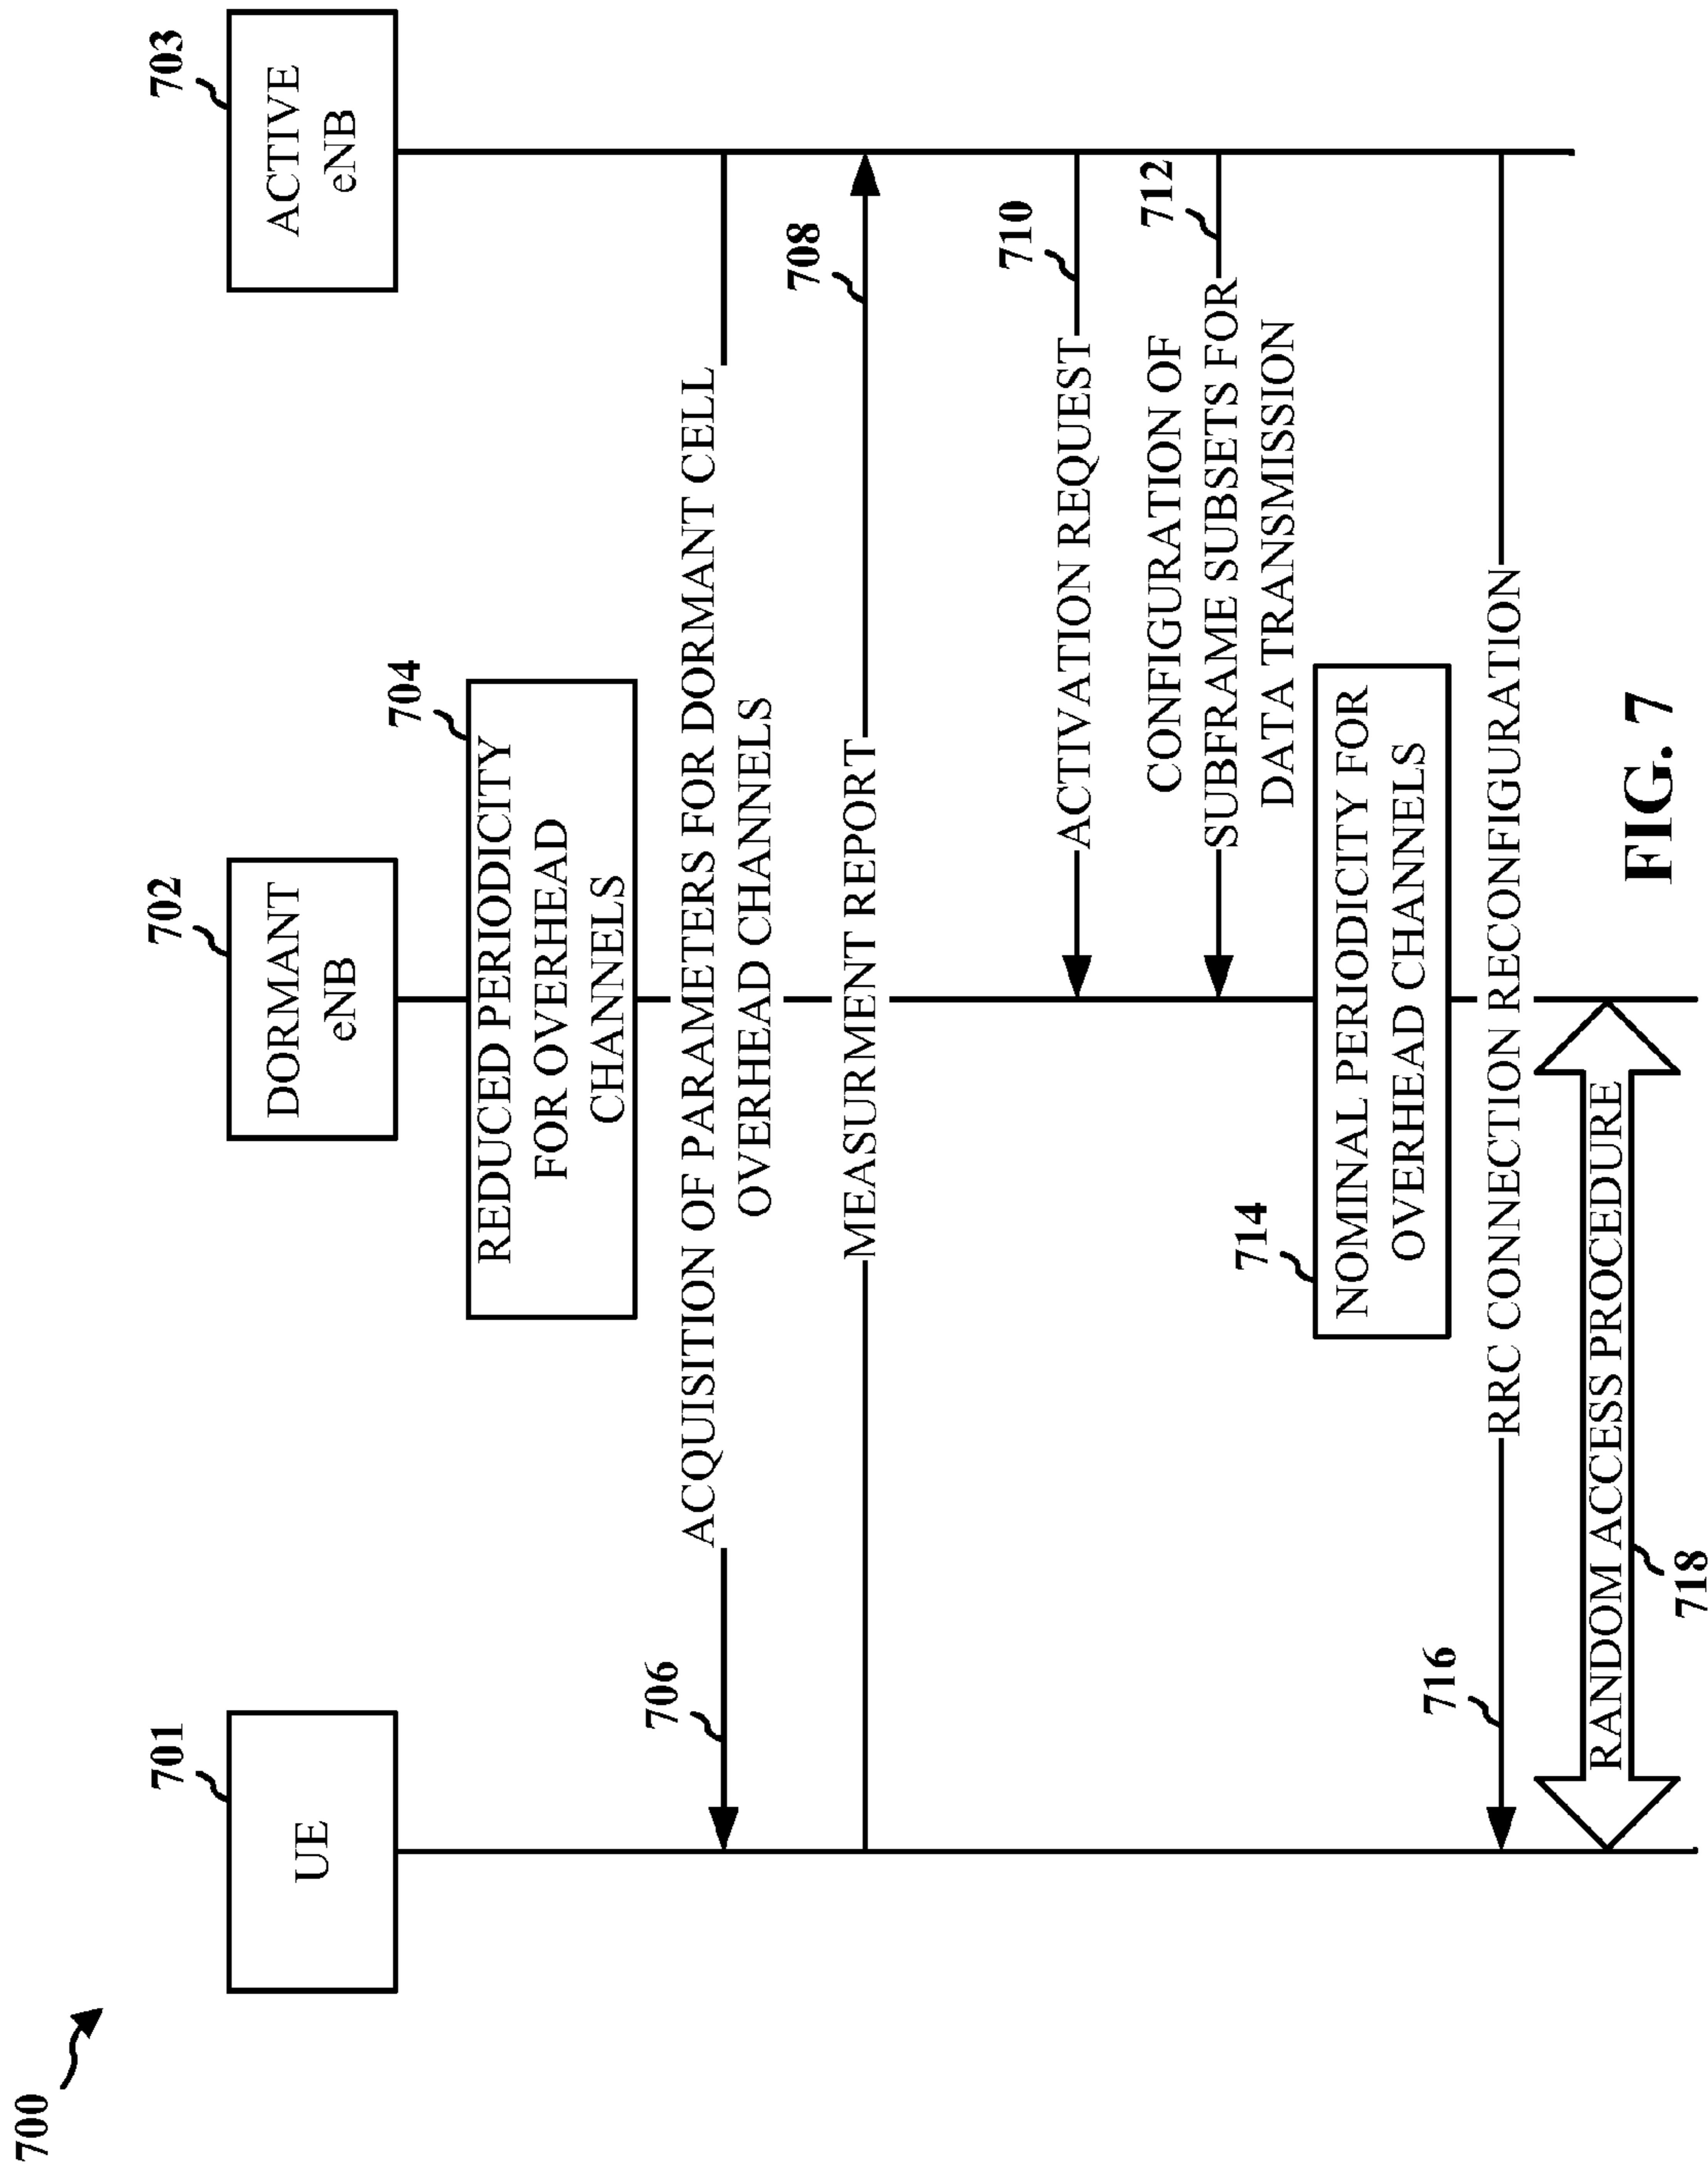 700
701
UE
702
DORMANT
eNB
703
ACTIVE
eNB
704
REDUCED PERIODICITY
FOR OVERHEAD
CHANNELS
706
ACQUISITION OF PARAMETERS FOR DORMANT CELL
OVERHEAD CHANNELS
708
MEASURMENT REPORT
710
ACTIVATION REQUEST
712
CONFIGURATION OF
SUBFRAME SUBSETS FOR
DATA TRANSMISSION
714
NOMINAL PERIODICITY FOR
OVERHEAD CHANNELS
716
RRC CONNECTION RECONFIGURATION
RANDOM ACCESS PROCEDURE
718
FIG. 7